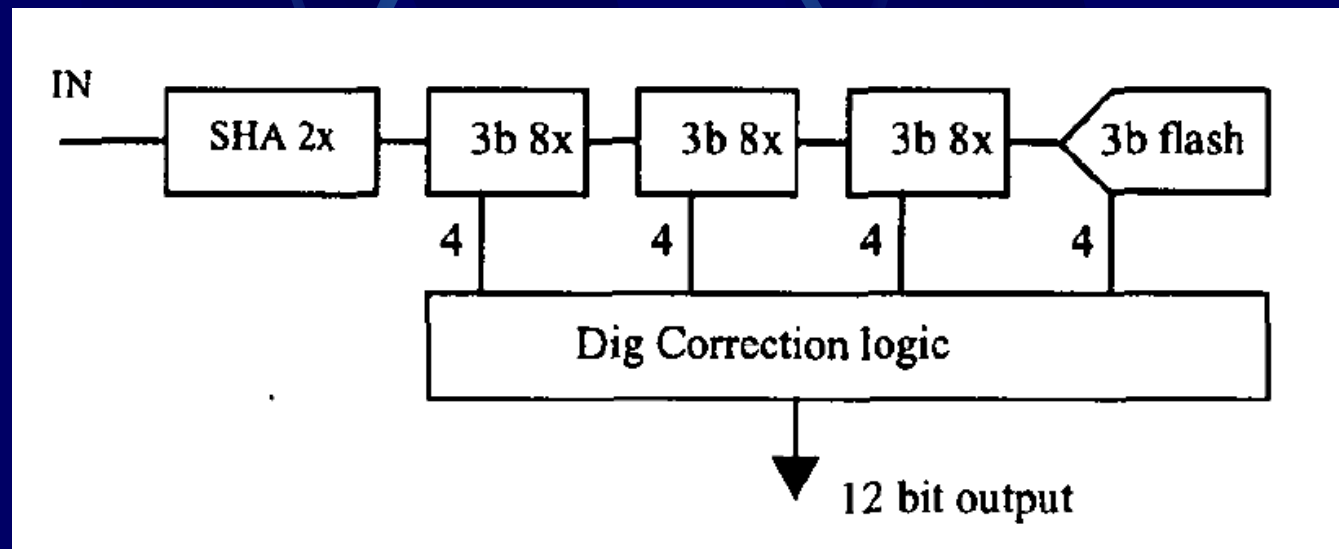 IN
SHA 2x
3b 8x
3b 8x
3b 8x
3b flash
4
4
4
4
Dig Correction logic
12 bit output